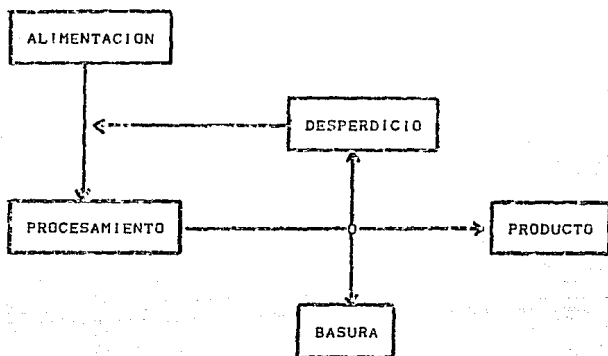 ALIMENTACION
DESPERDICIO
PROCESAMIENTO
PRODUCTO
BASURA